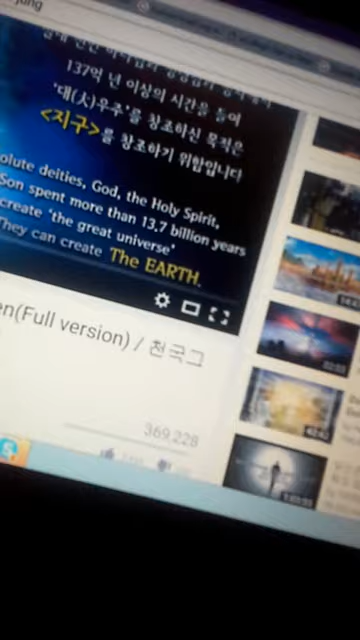 137억 년 이상의 시간을 들여
'대(大)우주'를 창조하신 목적은
<지구>를 창조하기 위함입니다
olute deities, God, the Holy Spirit,
Son spent more than 13.7 billion years
create 'the great universe'
They can create The EARTH.
en(Full version) / 천국그
369,228